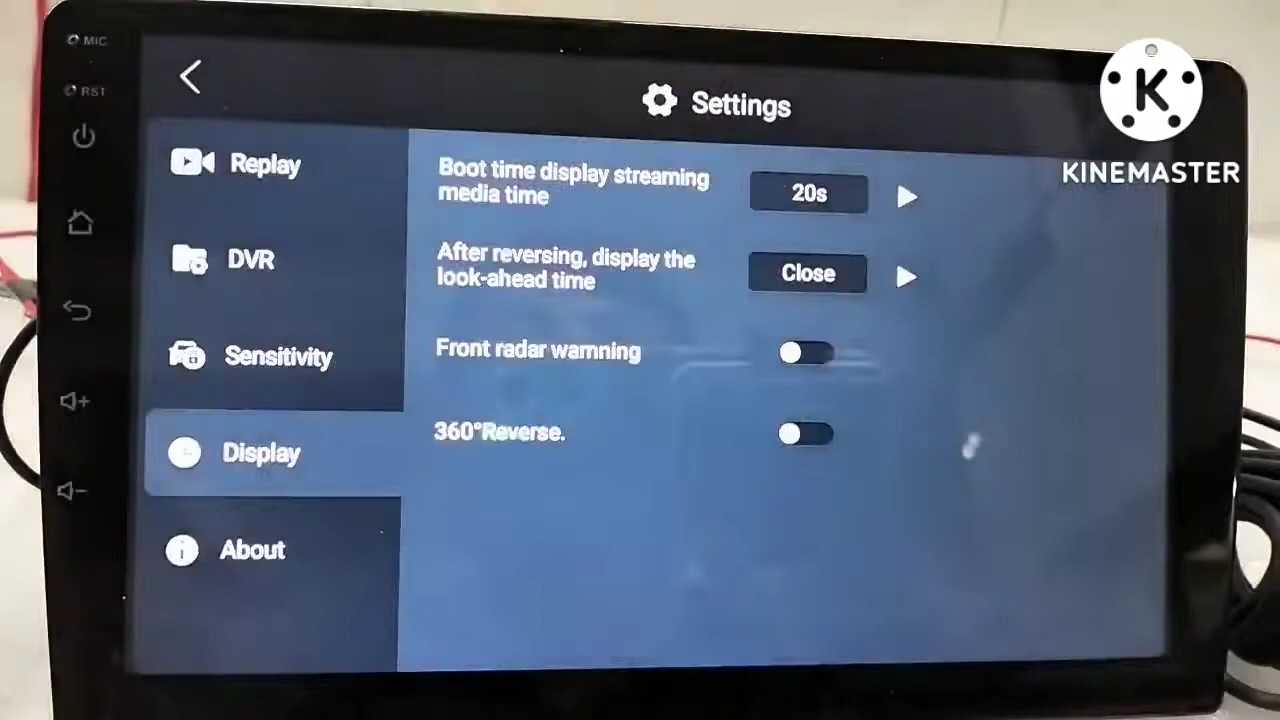 MIC
RST
Settings
K
KINEMASTER
Replay
DVR
Sensitivity
Display
About
Boot time display streaming
media time
20s
After reversing, display the
look-ahead time
Close
Front radar warnning
360°Reverse.